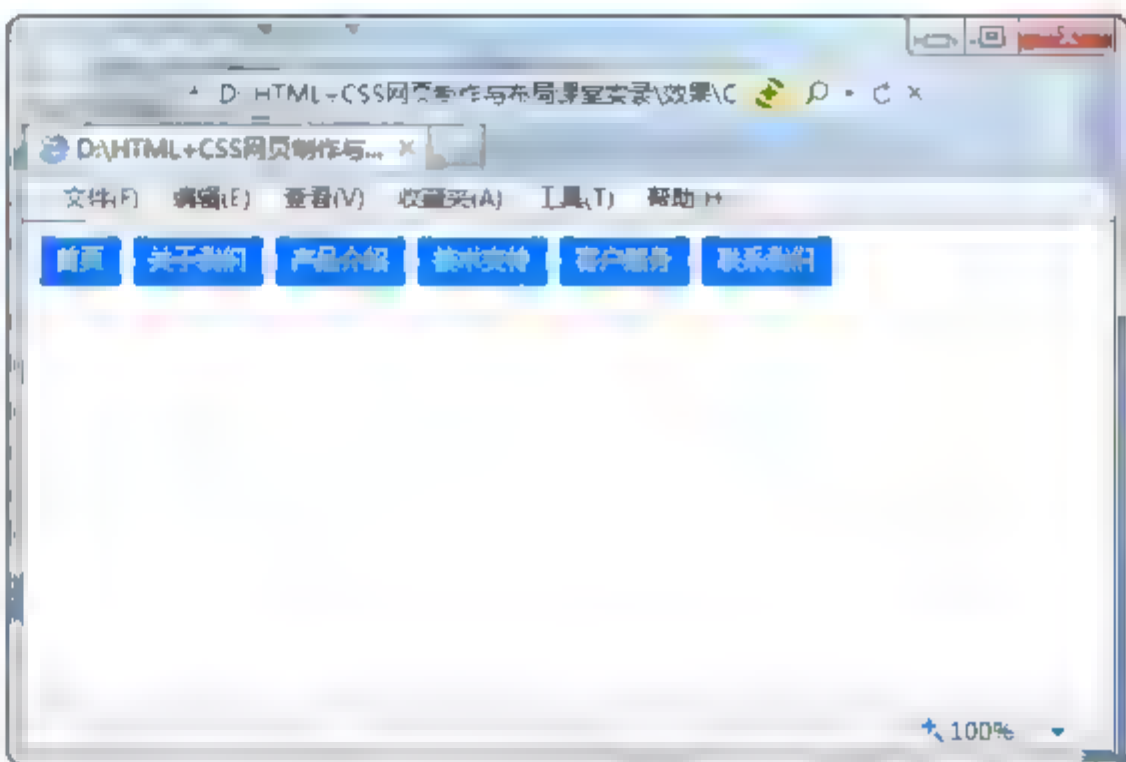 D HTML+CSS网页制作与布局课堂实录\效果\C
D:\HTML+CSS网页制作与...
文件(F) 编辑(E) 查看(V) 收藏夹(A) 工具(T) 帮助 H
首页 关于我们 产品介绍 技术支持 客户服务 联系我们
100%